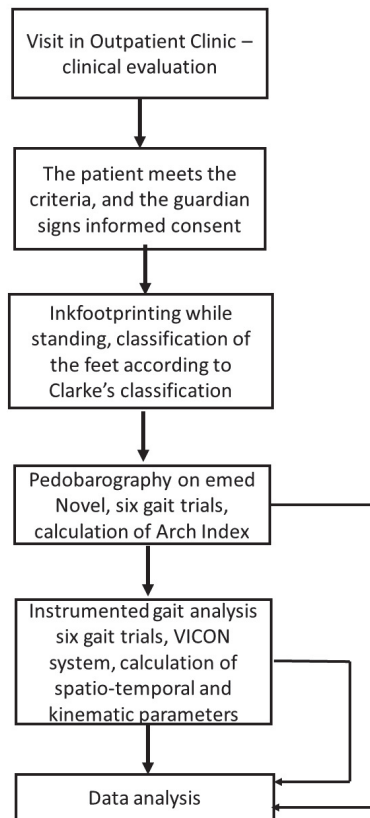 Visit in Outpatient Clinic –
clinical evaluation
The patient meets the
criteria, and the guardian
signs informed consent
Inkfootprinting while
standing, classification of
the feet according to
Clarke’s classification
Pedobarography on emed
Novel, six gait trials,
calculation of Arch Index
Instrumented gait analysis
six gait trials, VICON
system, calculation of
spatio-temporal and
kinematic parameters
Data analysis